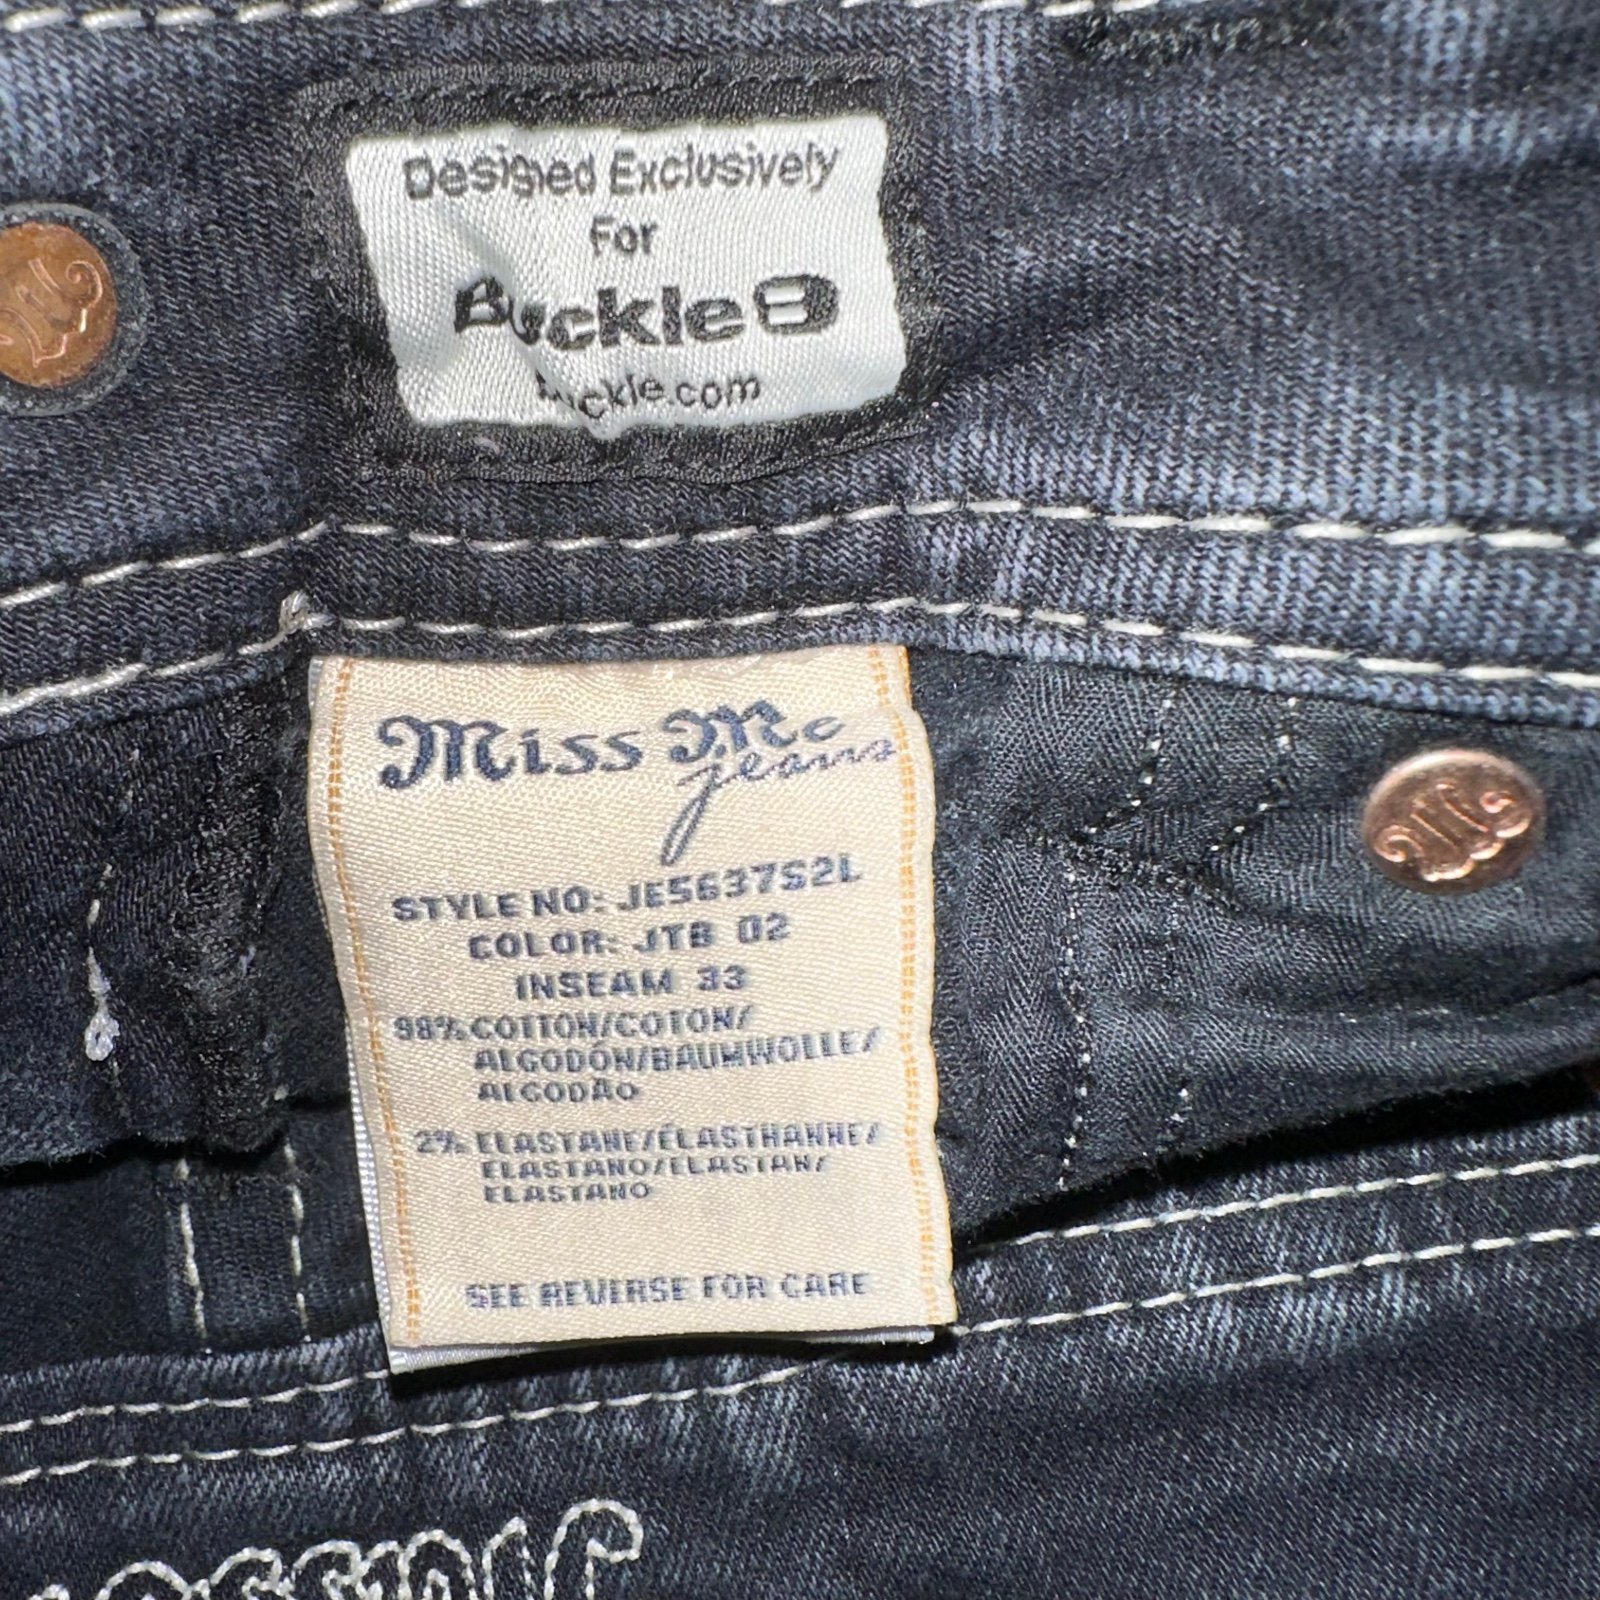 Designed Exclusively
For
Buckle B
buckle.com
Miss Me
jeans
STYLE NO: JE5637S2L
COLOR: JTB 02
INSEAM 33
98% COTTON/COTON/
ALGODÓN/BAUMWOLLE/
ALGODÃO
2% ELASTANE/ÉLASTHANNE/
ELASTANO/ELASTAN/
ELASTANO
SEE REVERSE FOR CARE